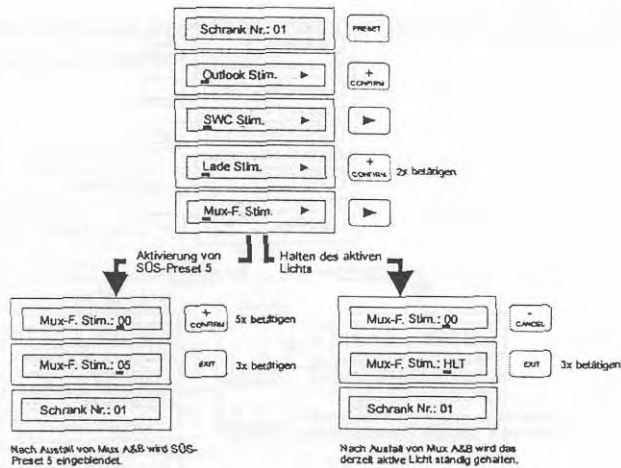 Schrank Nr.: 01 PRESET
Outlook Stim. ► + CONFIRM
SWC Stim. ► ►
Lade Stim. ► + CONFIRM 2x betätigen
Mux-F. Stim. ► ►
Aktivierung von
SÜS-Preset 5
Halten des aktiven
Lichts
Mux-F. Stim.: 00 + CONFIRM 5x betätigen
Mux-F. Stim.: 05 EXIT 3x betätigen
Schrank Nr.: 01
Nach Ausfall von Mux A&B wird SÜS-
Preset 5 eingeblendet.
Mux-F. Stim.: 00 - CANCEL
Mux-F. Stim.: HLT EXIT 3x betätigen
Schrank Nr.: 01
Nach Ausfall von Mux A&B wird das
derzeit aktive Licht ständig gehalten.